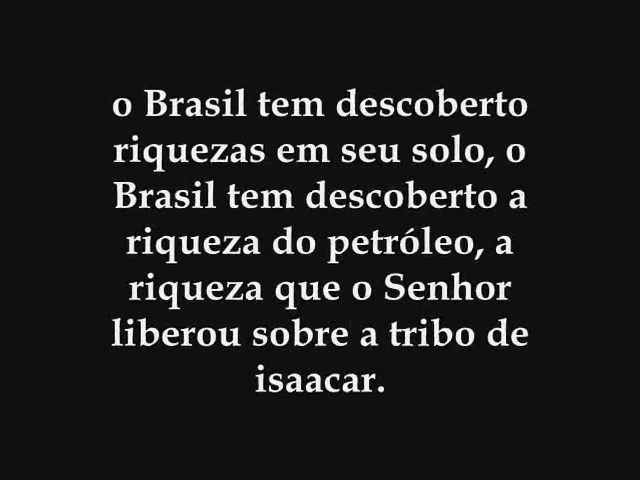 o Brasil tem descoberto
riquezas em seu solo, o
Brasil tem descoberto a
riqueza do petróleo, a
riqueza que o Senhor
liberou sobre a tribo de
isaacar.